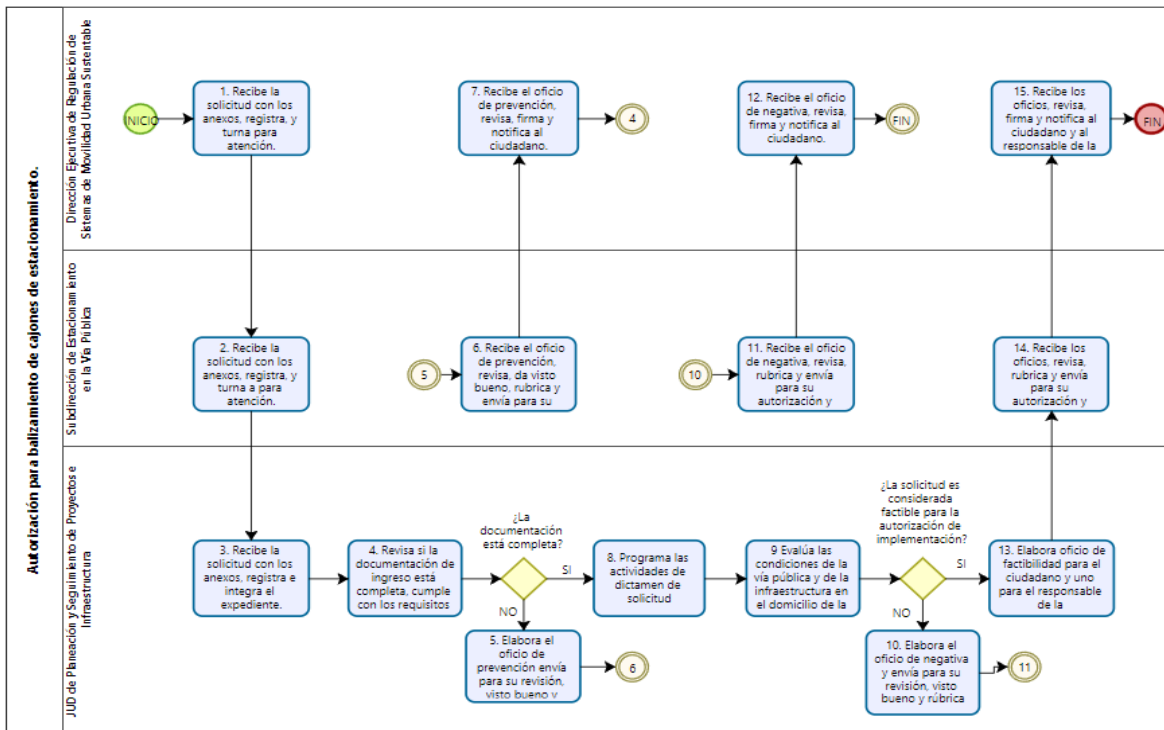 Autorización para balizamiento de cajones de estacionamiento.
Dirección Ejecutiva de Regulación de
Sistemas de Movilidad Urbana Sustentable
INICIO
1. Recibe la
solicitud con los
anexos, registra, y
turna para
atención.
7. Recibe el oficio
de prevención,
revisa, firma y
notifica al
ciudadano.
4
12. Recibe el oficio
de negativa, revisa,
firma y notifica al
ciudadano.
FIN
15. Recibe los
oficios, revisa,
firma y notifica al
ciudadano y al
responsable de la
FIN
Subdirección de Estacionamiento
en la Vía Pública
2. Recibe la
solicitud con los
anexos, registra, y
turna a para
atención.
5
6. Recibe el oficio
de prevención,
revisa, da visto
bueno, rubrica y
envía para su
10
11. Recibe el oficio
de negativa, revisa,
rubrica y envía
para su
autorización y
14. Recibe los
oficios, revisa,
rubrica y envía
para su
autorización y
JUD de Planeación y Seguimiento de Proyectos e
Infraestructura
3. Recibe la
solicitud con los
anexos, registra e
integra el
expediente.
4. Revisa si la
documentación de
ingreso está
completa, cumple
con los requisitos
¿La
documentación
está completa?
SI
NO
5. Elabora el
oficio de
prevención envía
para su revisión,
visto bueno y
6
8. Programa las
actividades de
dictamen de
solicitud
9 Evalúa las
condiciones de la
vía pública y de la
infraestructura en
el domicilio de la
¿La solicitud es
considerada
factible para la
autorización de
implementación?
SI
NO
10. Elabora el
oficio de negativa
y envía para su
revisión, visto
bueno y rúbrica
11
13. Elabora oficio de
factibilidad para el
ciudadano y uno
para el responsable
de la